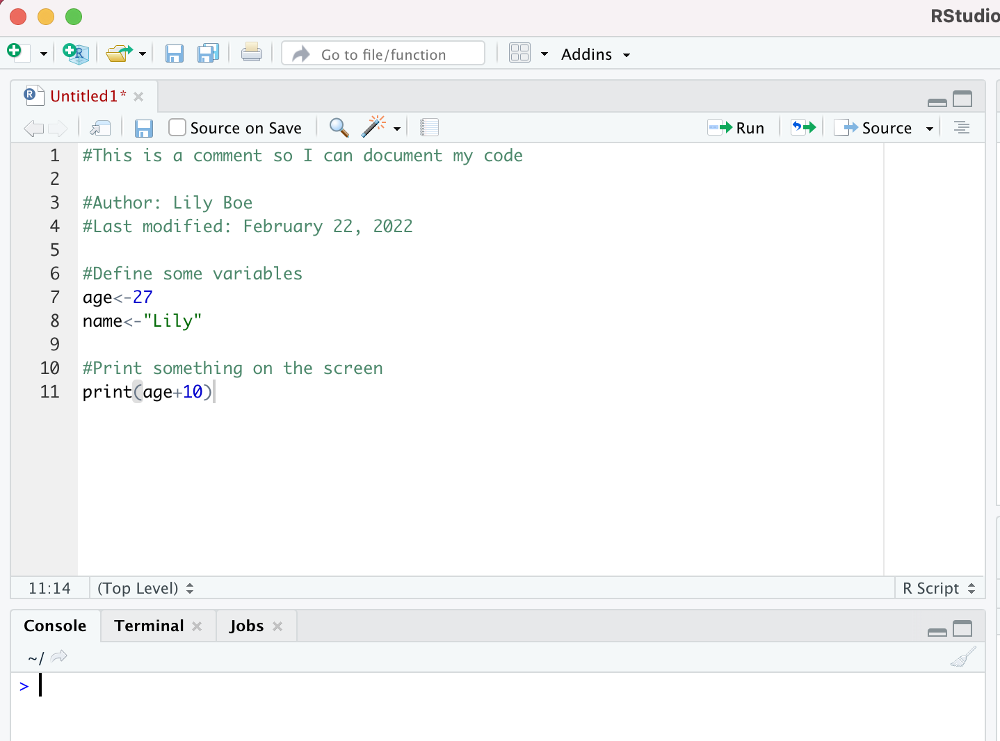 RStudio
Go to file/function
Addins
Untitled1*
Source on Save
Run
Source
1 #This is a comment so I can document my code
2
3 #Author: Lily Boe
4 #Last modified: February 22, 2022
5
6 #Define some variables
7 age<-27
8 name<-"Lily"
9
10 #Print something on the screen
11 print(age+10)
11:14 (Top Level) R Script
Console Terminal Jobs
~/
>